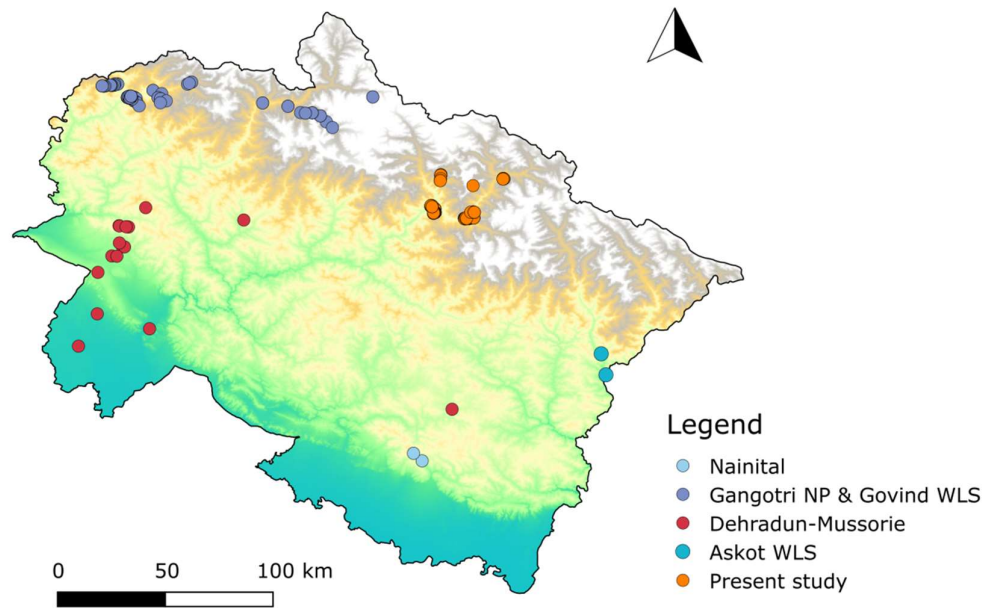 Legend
Nainital
Gangotri NP & Govind WLS
Dehradun-Mussorie
Askot WLS
Present study
0 50 100 km